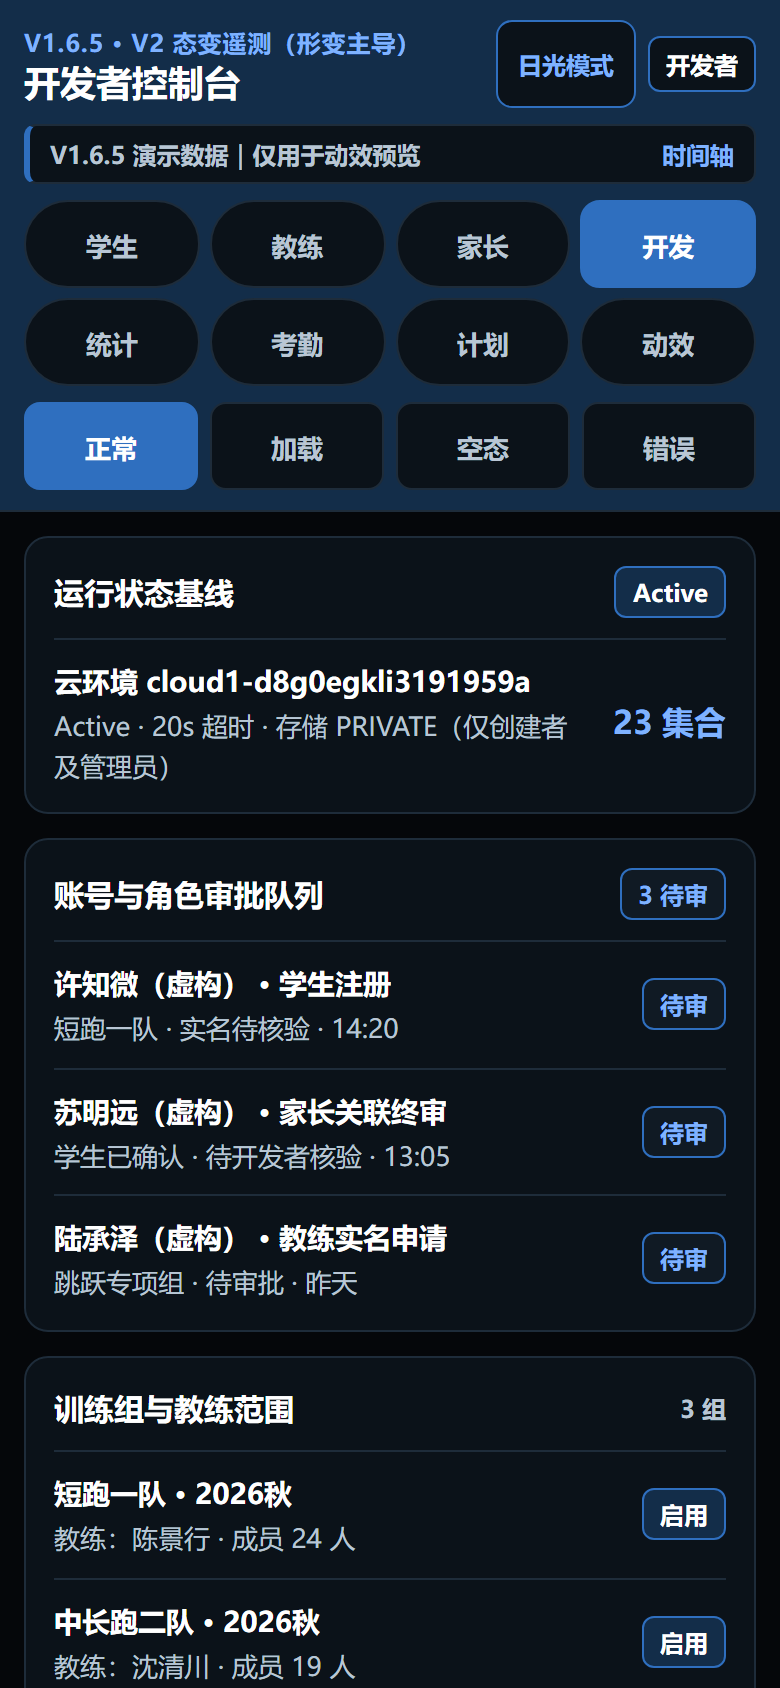 V1.6.5 • V2 态变遥测（形变主导）
开发者控制台
日光模式
开发者
V1.6.5 演示数据 | 仅用于动效预览
时间轴
学生
教练
家长
开发
统计
考勤
计划
动效
正常
加载
空态
错误
运行状态基线
Active
云环境 cloud1-d8g0egkli3191959a
Active · 20s 超时 · 存储 PRIVATE（仅创建者
及管理员）
23 集合
账号与角色审批队列
3 待审
许知微（虚构） • 学生注册
短跑一队 · 实名待核验 · 14:20
待审
苏明远（虚构） • 家长关联终审
学生已确认 · 待开发者核验 · 13:05
待审
陆承泽（虚构） • 教练实名申请
跳跃专项组 · 待审批 · 昨天
待审
训练组与教练范围
3 组
短跑一队 • 2026秋
教练：陈景行 · 成员 24 人
启用
中长跑二队 • 2026秋
教练：沈清川 · 成员 19 人
启用